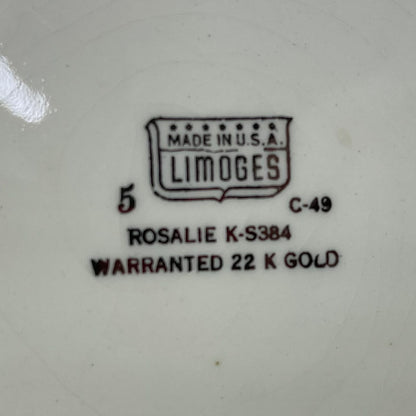 MADE IN U.S.A.
LIMOGES
5 C-49
ROSALIE K-S384
WARRANTED 22 K GOLD